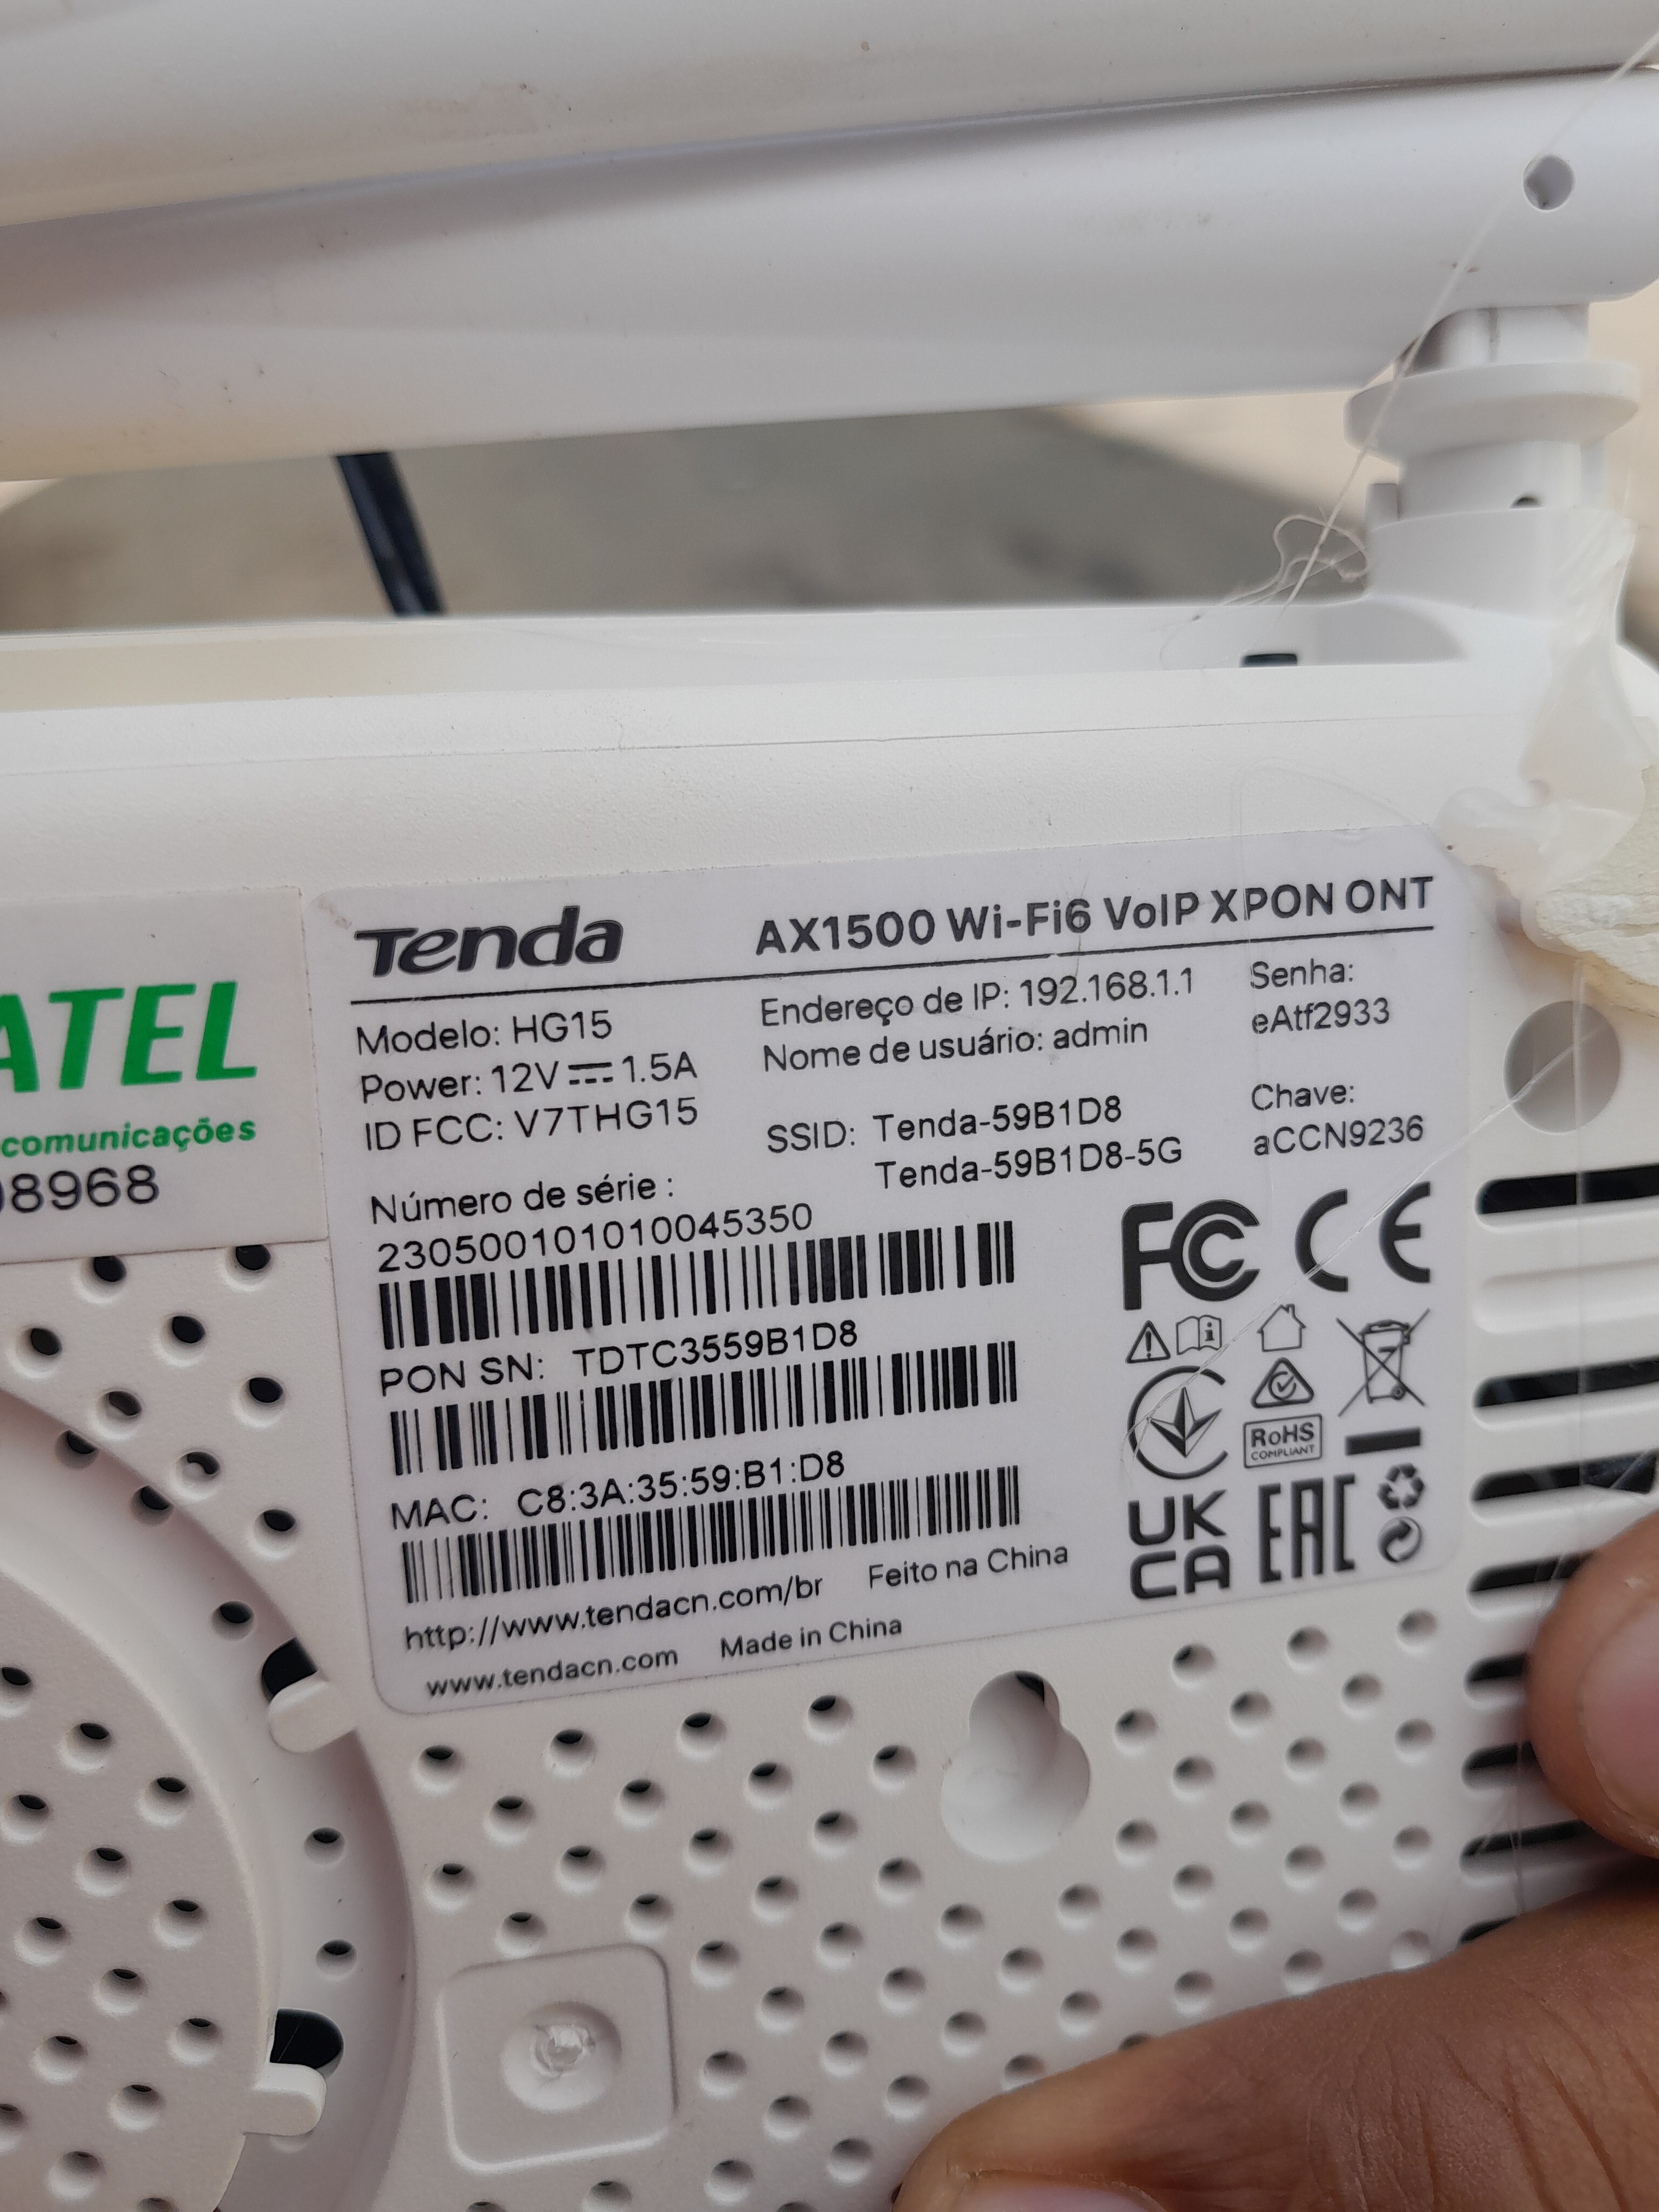 ATEL
comunicações
08968
Tenda AX1500 Wi-Fi6 VoIP XPON ONT
Modelo: HG15
Power: 12V 1.5A
ID FCC: V7THG15
Endereço de IP: 192.168.1.1
Nome de usuário: admin
Senha:
eAtf2933
SSID: Tenda-59B1D8
Tenda-59B1D8-5G
Chave:
aCCN9236
Número de série :
230500101010045350
PON SN: TDTC3559B1D8
MAC: C8:3A:35:59:B1:D8
http://www.tendacn.com/br Feito na China
www.tendacn.com Made in China
FC CE
RoHS
COMPLIANT
UK
CA
EAC